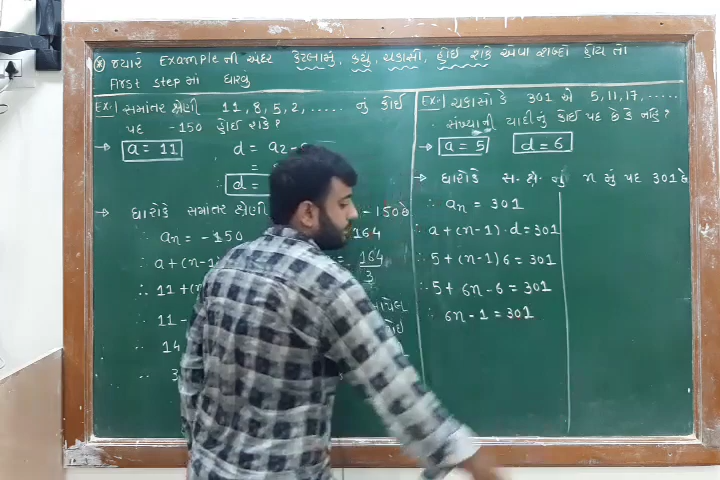 (*) જ્યારે Example ની અંદર કેટલામું, કયું, ચકાસો, હોઈ શકે એવા શબ્દો હોય તો
First step માં ધારવું
Ex:- સમાંતર શ્રેણી 11, 8, 5, 2, ...... નું કોઈ
પદ -150 હોઈ શકે ?
→ a = 11
d = a2 -
=
∴ d =
→ ધારોકે સમાંતર શ્રેણી - 150 છે
∴ an = -150
164
∴ a + (n-1)
= 164/3
∴ 11 + (n
∴ 11 -
∴ 14
∴ 3
Ex:- ચકાસો કે 301 એ 5, 11, 17, ......
સંખ્યાની યાદીનું કોઈ પદ છે કે નહિ ?
→ a = 5 d = 6
→ ધારોકે સ. શ્રે. નું n મું પદ 301 છે
∴ an = 301
∴ a + (n-1) . d = 301
∴ 5 + (n-1) 6 = 301
∴ 5 + 6n - 6 = 301
∴ 6n - 1 = 301